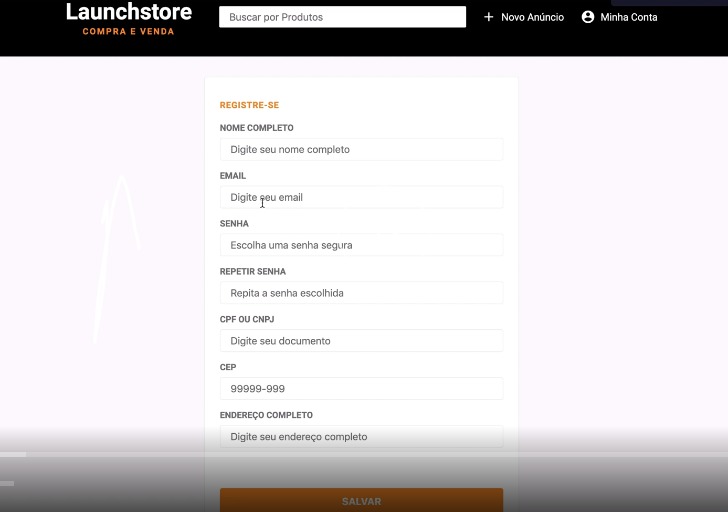 Launchstore
COMPRA E VENDA
Buscar por Produtos
+ Novo Anúncio
Minha Conta
REGISTRE-SE
NOME COMPLETO
Digite seu nome completo
EMAIL
Digite seu email
SENHA
Escolha uma senha segura
REPETIR SENHA
Repita a senha escolhida
CPF OU CNPJ
Digite seu documento
CEP
99999-999
ENDEREÇO COMPLETO
Digite seu endereço completo
SALVAR